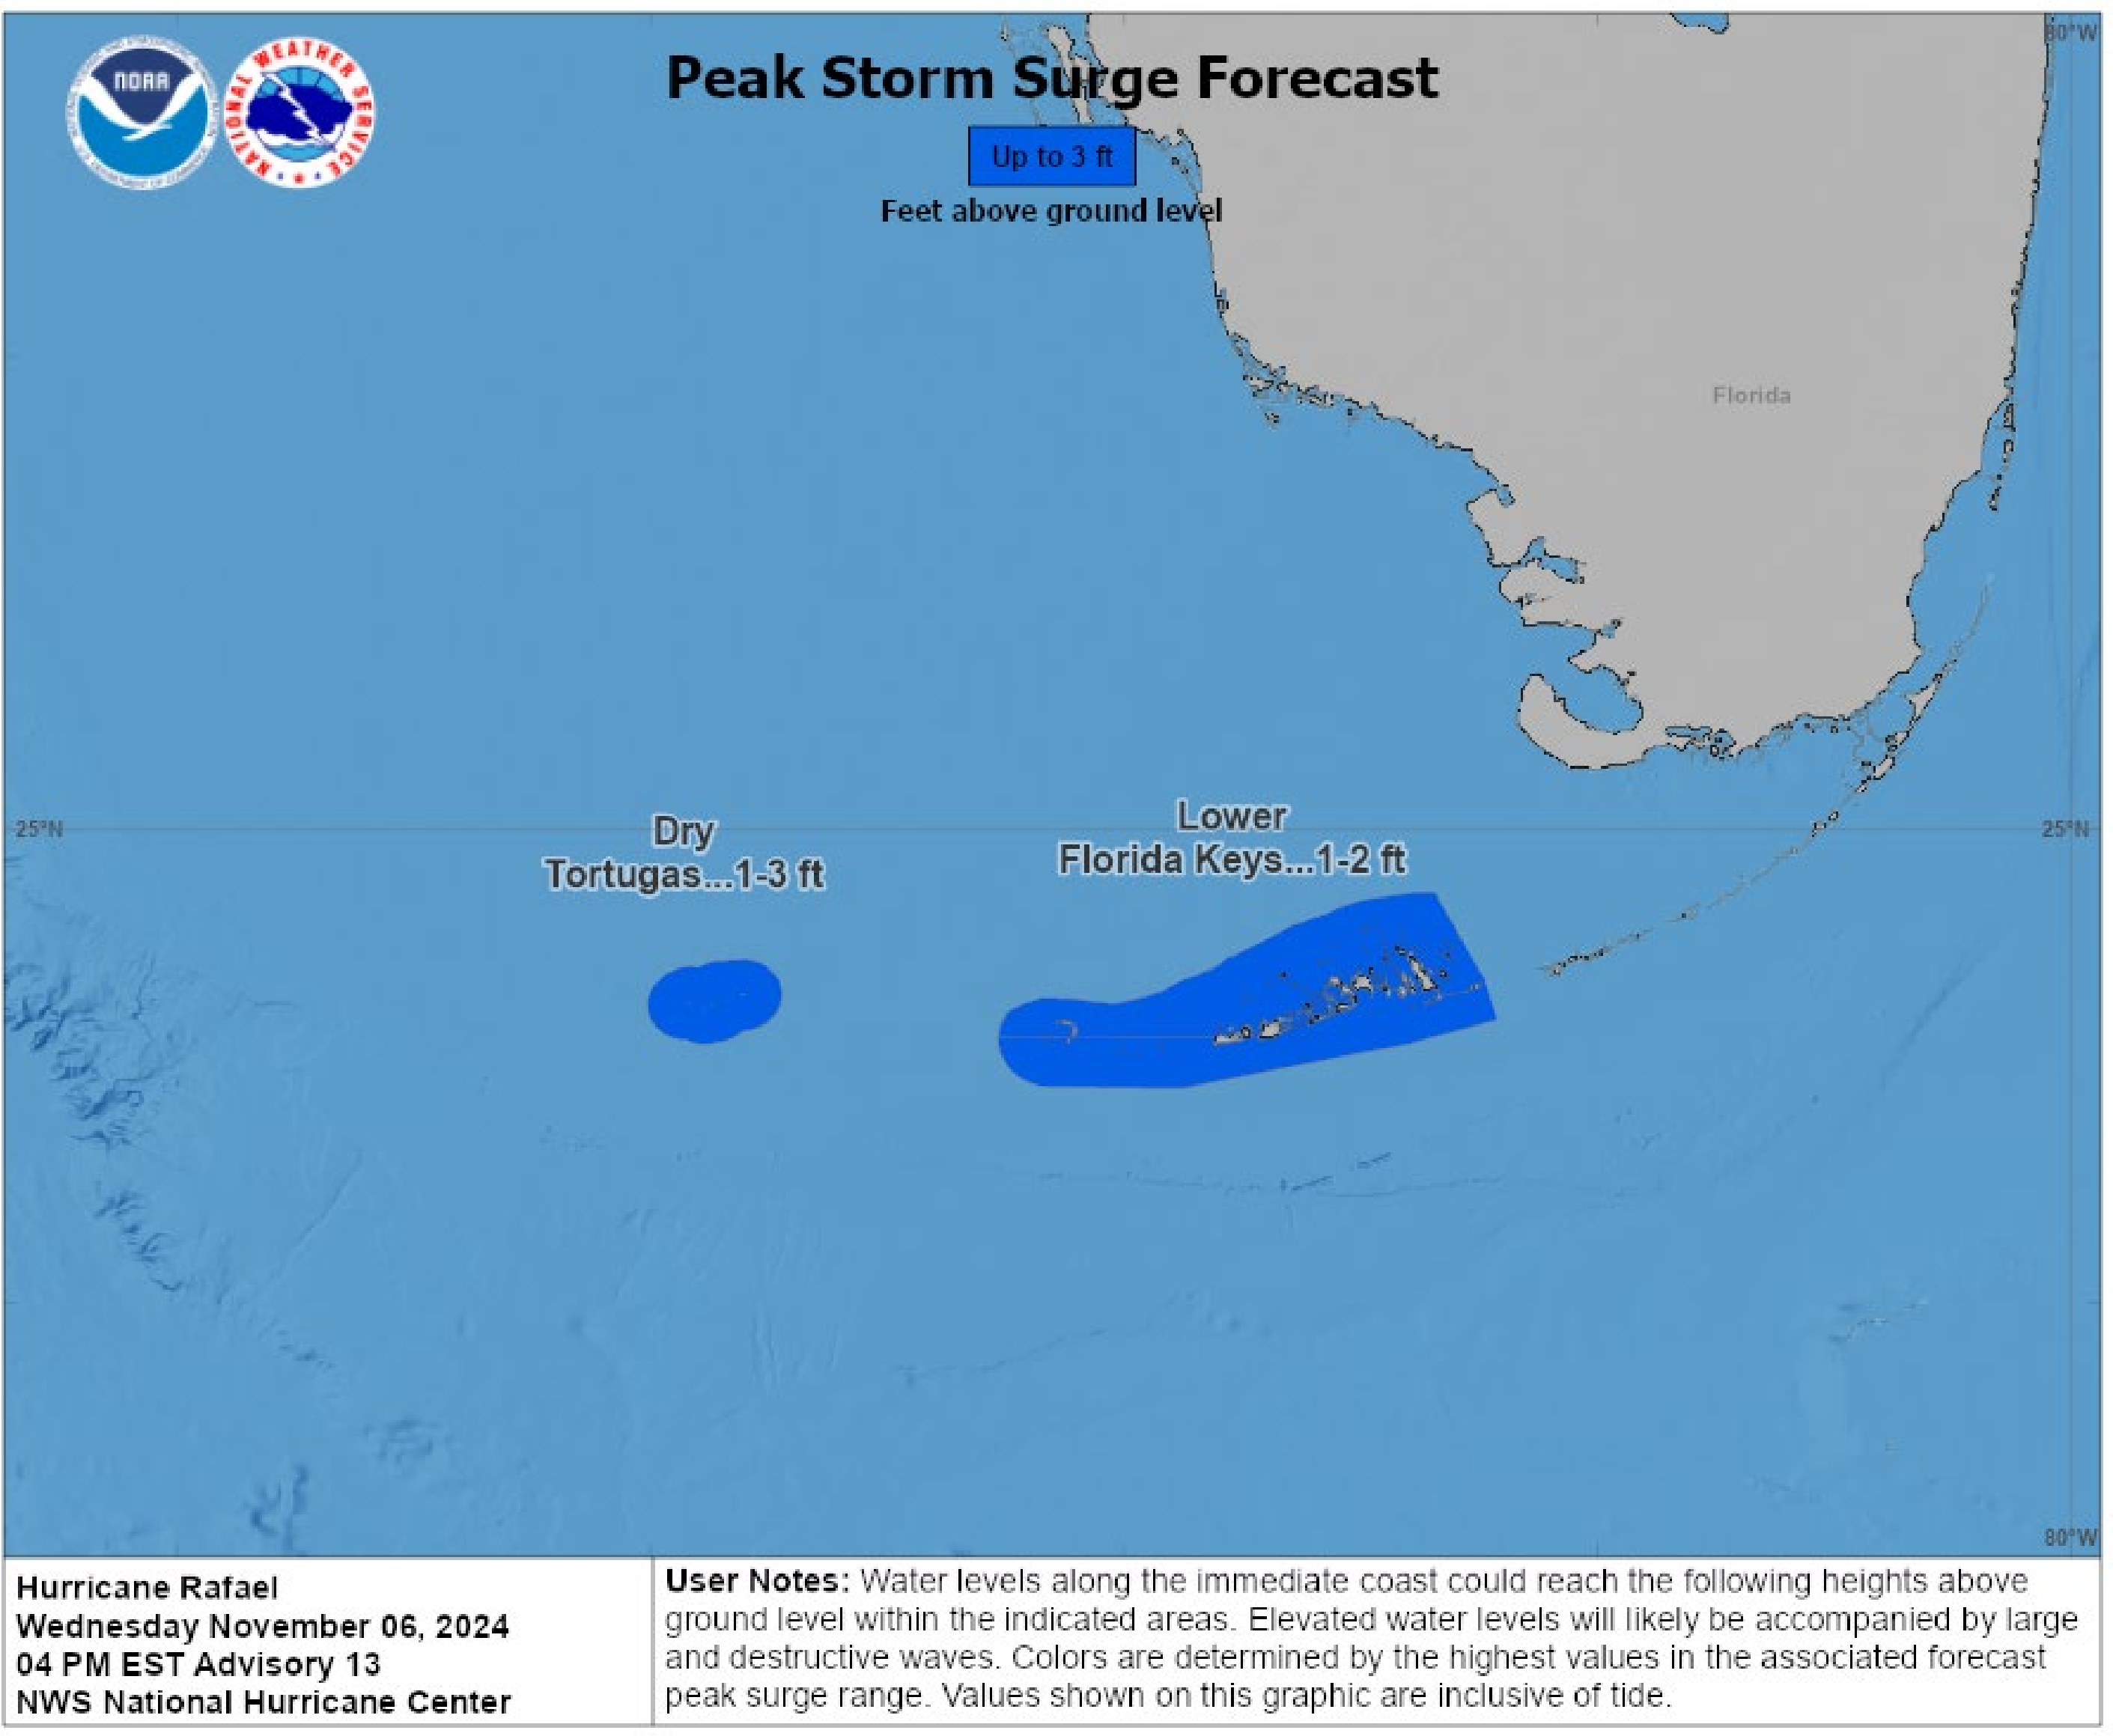 NOAA
NATIONAL WEATHER SERVICE
Peak Storm Surge Forecast
Up to 3 ft
Feet above ground level
80°W
Florida
25°N
25°N
Dry
Tortugas...1-3 ft
Lower
Florida Keys...1-2 ft
80°W
Hurricane Rafael
Wednesday November 06, 2024
04 PM EST Advisory 13
NWS National Hurricane Center
User Notes: Water levels along the immediate coast could reach the following heights above
ground level within the indicated areas. Elevated water levels will likely be accompanied by large
and destructive waves. Colors are determined by the highest values in the associated forecast
peak surge range. Values shown on this graphic are inclusive of tide.